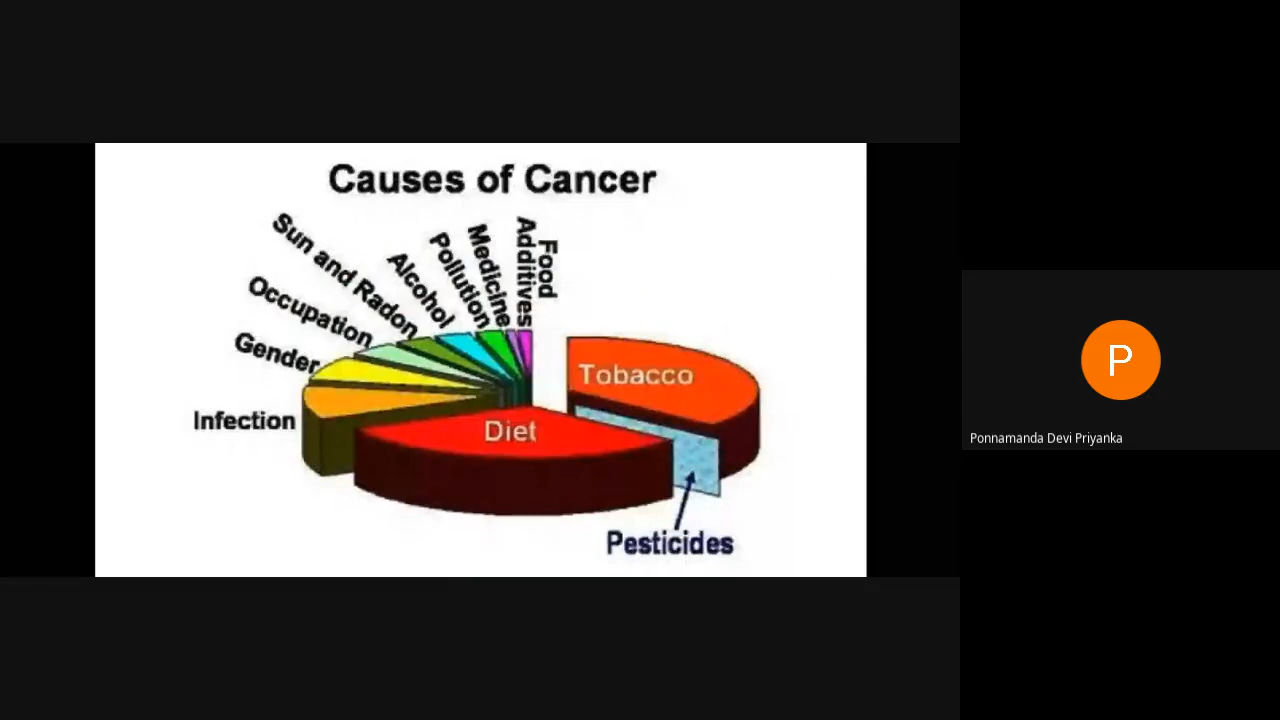 Causes of Cancer
Food
Additives
Medicine
Pollution
Alcohol
Sun and Radon
Occupation
Gender
Infection
Tobacco
Diet
Pesticides
P
Ponnamanda Devi Priyanka